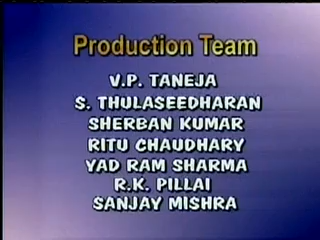 Production Team
V.P. TANEJA
S. THULASEEDHARAN
SHERBAN KUMAR
RITU CHAUDHARY
YAD RAM SHARMA
R.K. PILLAI
SANJAY MISHRA